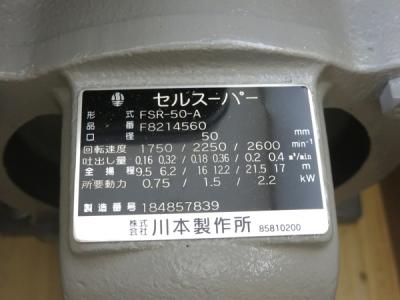 セルスーパー
形 式 FSR-50-A
品 番 F8214560
口 径 50 mm
回転速度 1750 / 2250 / 2600 min⁻¹
吐出し量 0.16 0.32 / 0.18 0.36 / 0.2 0.4 m³/min
全 揚 程 9.5 6.2 / 16 12.2 / 21.5 17 m
所要動力 0.75 / 1.5 / 2.2 kW
製造番号 184857839
株式会社 川本製作所 85810200